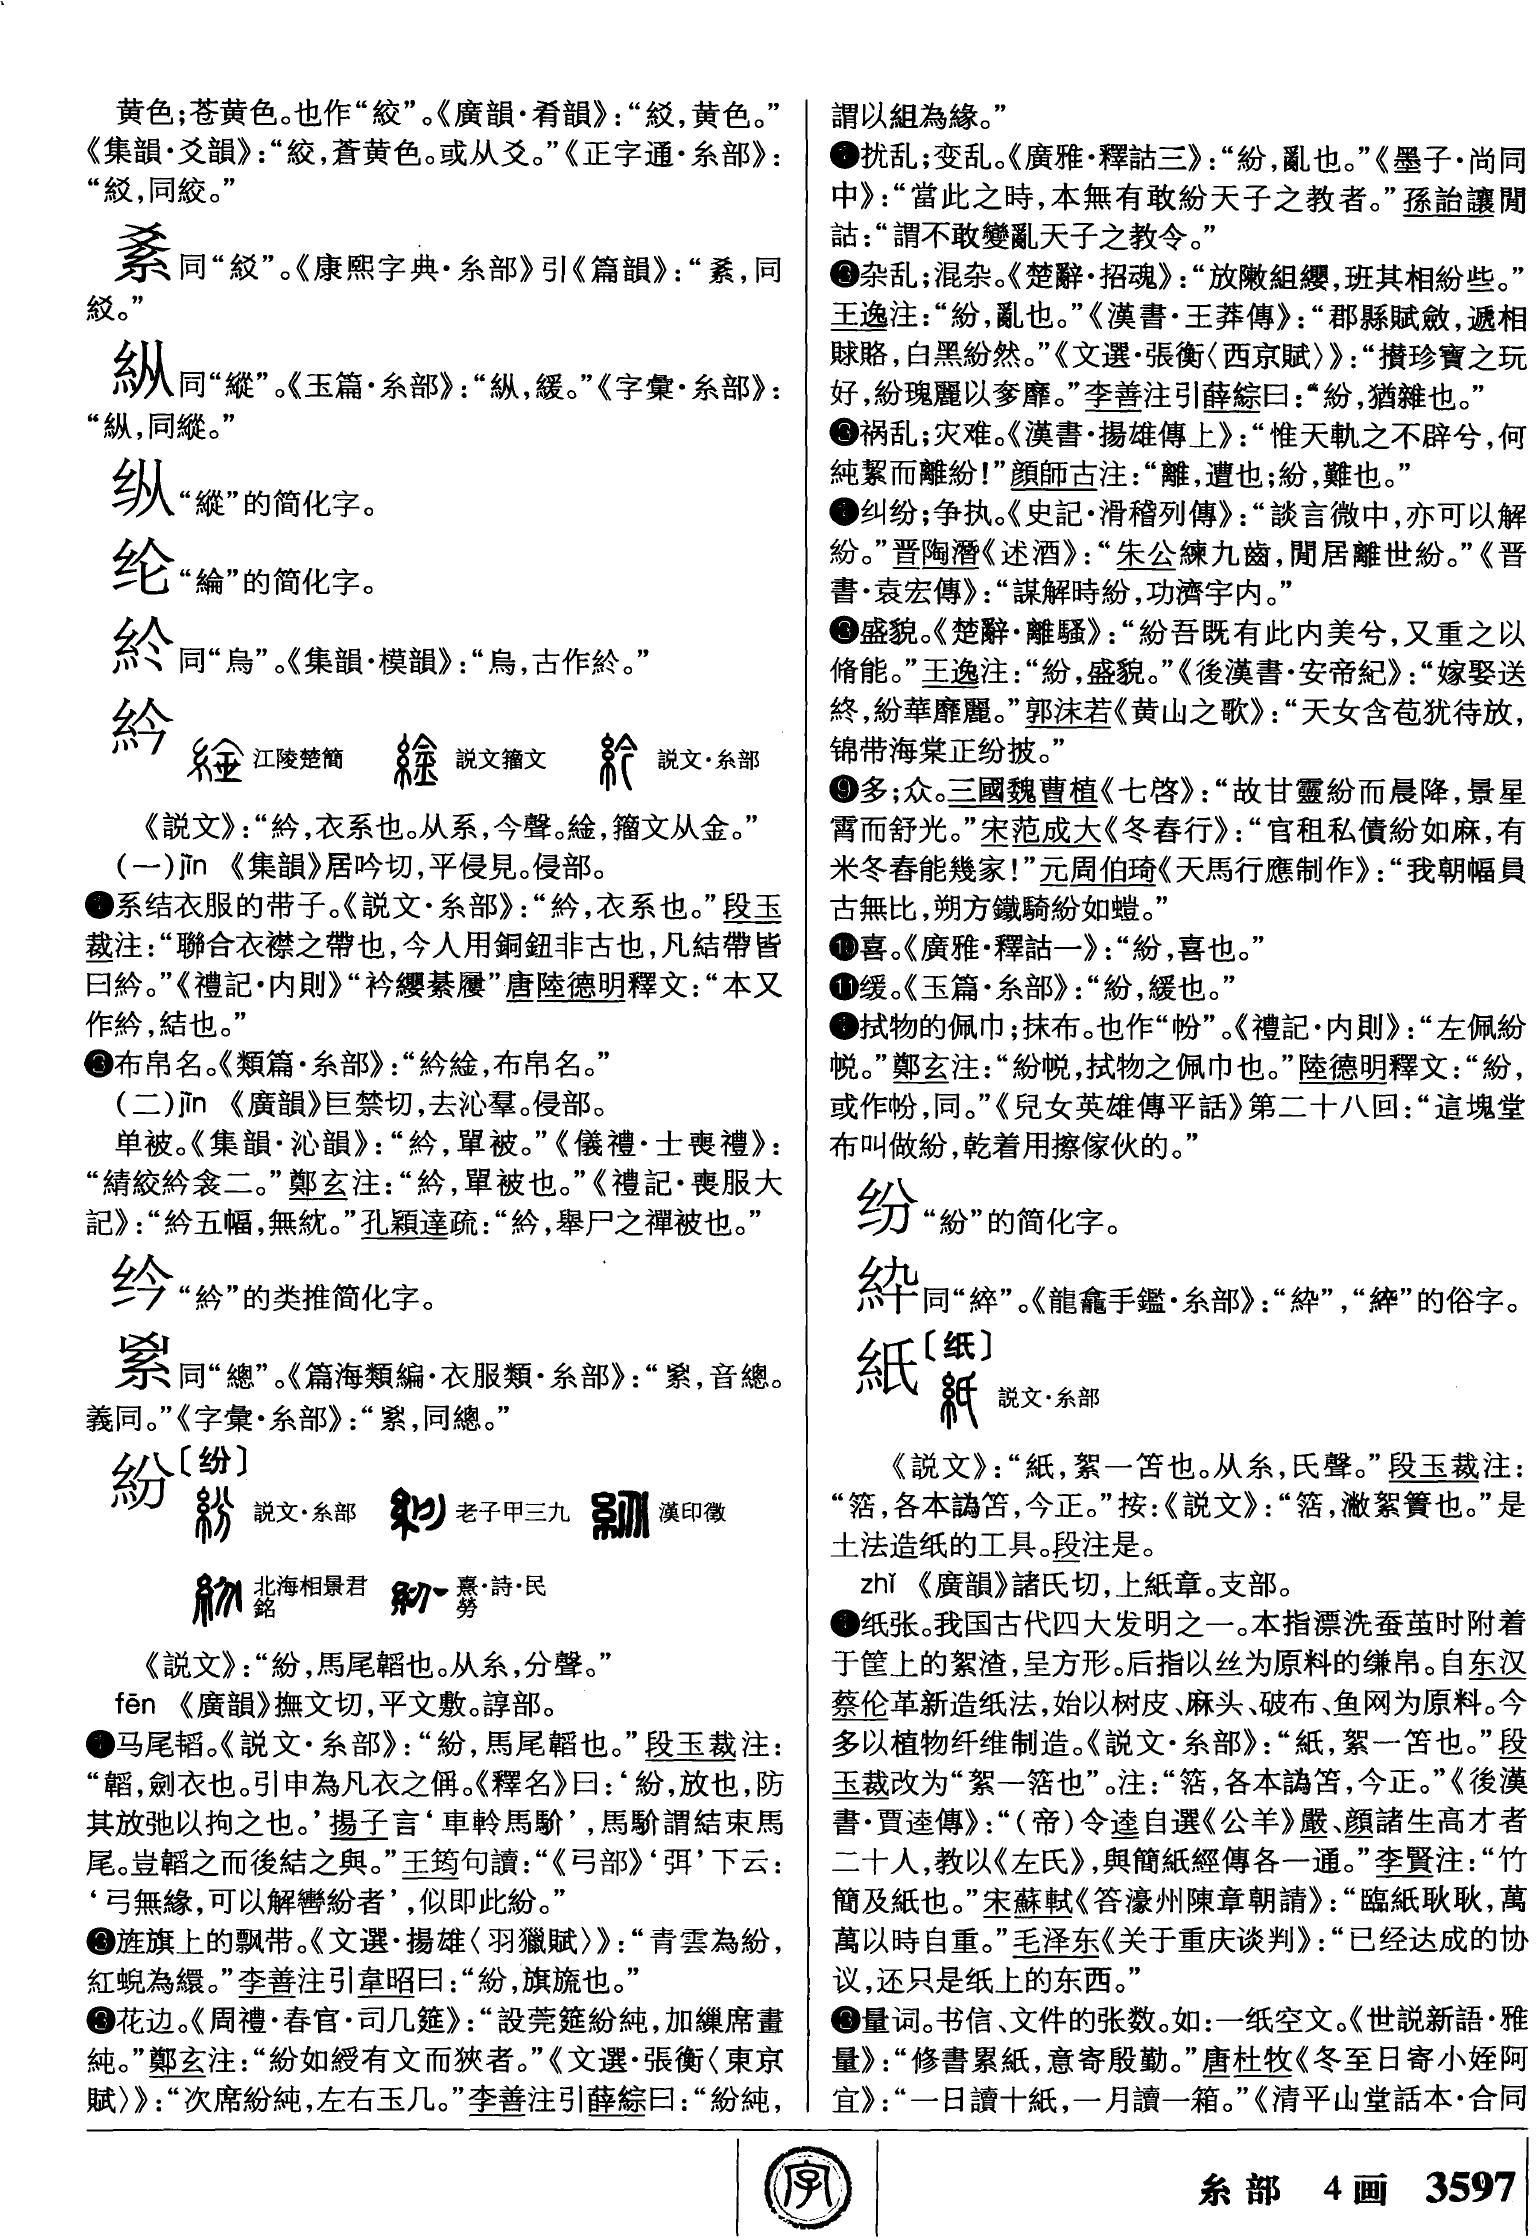 黄色；苍黄色。也作“絞”。《廣韻·肴韻》：“䋂，黄色。”
《集韻·爻韻》：“絞，蒼黄色。或从爻。”《正字通·糸部》：
“䋂，同絞。”
同“䋂”。《康熙字典·糸部》引《篇韻》：“　，同
䋂。”
䊺同“縱”。《玉篇·糸部》：“䊺，緩。”《字彙·糸部》：
“䊺，同縱。”
纵“縱”的简化字。
纶“綸”的简化字。
䊠同“烏”。《集韻·模韻》：“烏，古作䊠。”
紟
江陵楚簡　説文籀文　説文·糸部
《説文》：“紟，衣系也。从系，今聲。䋮，籀文从金。”
（一）jīn　《集韻》居吟切，平侵見。侵部。
❶系结衣服的带子。《説文·糸部》：“紟，衣系也。”段玉
裁注：“聯合衣襟之帶也，今人用銅鈕非古也，凡結帶皆
曰紟。”《禮記·内則》“衿纓綦屨”唐陸德明釋文：“本又
作紟，結也。”
❷布帛名。《類篇·糸部》：“紟䋮，布帛名。”
（二）jìn　《廣韻》巨禁切，去沁羣。侵部。
单被。《集韻·沁韻》：“紟，單被。”《儀禮·士喪禮》：
“綪絞紟衾二。”鄭玄注：“紟，單被也。”《禮記·喪服大
記》：“紟五幅，無紞。”孔穎達疏：“紟，舉尸之襌被也。”
“紟”的类推简化字。
同“總”。《篇海類編·衣服類·糸部》：“　，音總。
義同。”《字彙·糸部》：“　，同總。”
紛〔纷〕
説文·糸部　老子甲三九　漢印徵
北海相景君銘　熹·詩·民勞
《説文》：“紛，馬尾韜也。从糸，分聲。”
fēn　《廣韻》撫文切，平文敷。諄部。
❶马尾韬。《説文·糸部》：“紛，馬尾韜也。”段玉裁注：
“韜，劍衣也。引申為凡衣之偁。《釋名》曰：‘紛，放也，防
其放弛以拘之也。’揚子言‘車軨馬䯰’，馬䯰謂結束馬
尾。豈韜之而後結之與。”王筠句讀：“《弓部》‘弭’下云：
‘弓無緣，可以解轡紛者’，似即此紛。”
❷旌旗上的飘带。《文選·揚雄〈羽獵賦〉》：“青雲為紛，
紅蜺為繯。”李善注引韋昭曰：“紛，旗旒也。”
❸花边。《周禮·春官·司几筵》：“設莞筵紛純，加繅席畫
純。”鄭玄注：“紛如綬有文而狹者。”《文選·張衡〈東京
賦〉》：“次席紛純，左右玉几。”李善注引薛綜曰：“紛純，
謂以組為緣。”
❹扰乱；变乱。《廣雅·釋詁三》：“紛，亂也。”《墨子·尚同
中》：“當此之時，本無有敢紛天子之教者。”孫詒讓閒
詁：“謂不敢變亂天子之教令。”
❺杂乱；混杂。《楚辭·招魂》：“放敶組纓，班其相紛些。”
王逸注：“紛，亂也。”《漢書·王莽傳》：“郡縣賦斂，遞相
賕賂，白黑紛然。”《文選·張衡〈西京賦〉》：“攢珍寶之玩
好，紛瑰麗以奓靡。”李善注引薛綜曰：“紛，猶雜也。”
❻祸乱；灾难。《漢書·揚雄傳上》：“惟天軌之不辟兮，何
純絜而離紛！”顔師古注：“離，遭也；紛，難也。”
❼纠纷；争执。《史記·滑稽列傳》：“談言微中，亦可以解
紛。”晋陶潛《述酒》：“朱公練九齒，閒居離世紛。”《晋
書·袁宏傳》：“謀解時紛，功濟宇内。”
❽盛貌。《楚辭·離騷》：“紛吾既有此内美兮，又重之以
脩能。”王逸注：“紛，盛貌。”《後漢書·安帝紀》：“嫁娶送
終，紛華靡麗。”郭沫若《黄山之歌》：“天女含苞犹待放，
锦带海棠正纷披。”
❾多；众。三國魏曹植《七啓》：“故甘靈紛而晨降，景星
霄而舒光。”宋范成大《冬舂行》：“官租私債紛如麻，有
米冬舂能幾家！”元周伯琦《天馬行應制作》：“我朝幅員
古無比，朔方鐵騎紛如螘。”
❿喜。《廣雅·釋詁一》：“紛，喜也。”
⓫缓。《玉篇·糸部》：“紛，緩也。”
⓬拭物的佩巾；抹布。也作“帉”。《禮記·内則》：“左佩紛
帨。”鄭玄注：“紛帨，拭物之佩巾也。”陸德明釋文：“紛，
或作帉，同。”《兒女英雄傳平話》第二十八回：“這塊堂
布叫做紛，乾着用擦傢伙的。”
纷“紛”的简化字。
紣同“綷”。《龍龕手鑑·糸部》：“紣”，“綷”的俗字。
紙〔纸〕
説文·糸部
《説文》：“紙，絮一笘也。从糸，氏聲。”段玉裁注：
“䈎，各本譌笘，今正。”按：《説文》：“䈎，潎絮簀也。”是
土法造纸的工具。段注是。
zhǐ　《廣韻》諸氏切，上紙章。支部。
❶纸张。我国古代四大发明之一。本指漂洗蚕茧时附着
于筐上的絮渣，呈方形。后指以丝为原料的缣帛。自东汉
蔡伦革新造纸法，始以树皮、麻头、破布、鱼网为原料。今
多以植物纤维制造。《説文·糸部》：“紙，絮一笘也。”段
玉裁改为“絮一䈎也”。注：“䈎，各本譌笘，今正。”《後漢
書·賈逵傳》：“（帝）令逵自選《公羊》嚴、顔諸生高才者
二十人，教以《左氏》，與簡紙經傳各一通。”李賢注：“竹
簡及紙也。”宋蘇軾《答濠州陳章朝請》：“臨紙耿耿，萬
萬以時自重。”毛泽东《关于重庆谈判》：“已经达成的协
议，还只是纸上的东西。”
❷量词。书信、文件的张数。如：一纸空文。《世説新語·雅
量》：“修書累紙，意寄殷勤。”唐杜牧《冬至日寄小姪阿
宜》：“一日讀十紙，一月讀一箱。”《清平山堂話本·合同
字
糸部　4画　3597